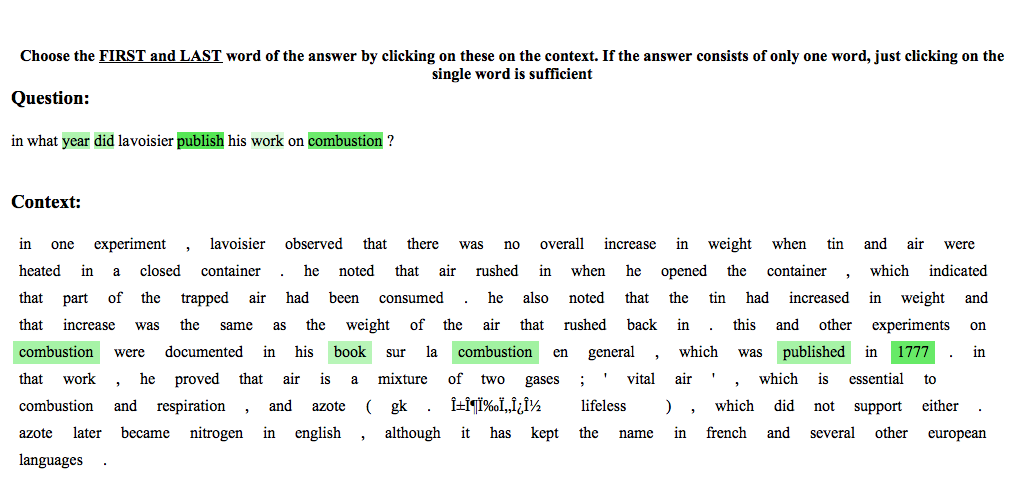 Choose the FIRST and LAST word of the answer by clicking on these on the context. If the answer consists of only one word, just clicking on the
single word is sufficient
Question:
in what year did lavoisier publish his work on combustion ?
Context:
in one experiment , lavoisier observed that there was no overall increase in weight when tin and air were
heated in a closed container . he noted that air rushed in when he opened the container , which indicated
that part of the trapped air had been consumed . he also noted that the tin had increased in weight and
that increase was the same as the weight of the air that rushed back in . this and other experiments on
combustion were documented in his book sur la combustion en general , which was published in 1777 . in
that work , he proved that air is a mixture of two gases ; ' vital air ' , which is essential to
combustion and respiration , and azote ( gk . Î±Î¶Ï‰Ï„Î¿Î½ lifeless ) , which did not support either .
azote later became nitrogen in english , although it has kept the name in french and several other european
languages .